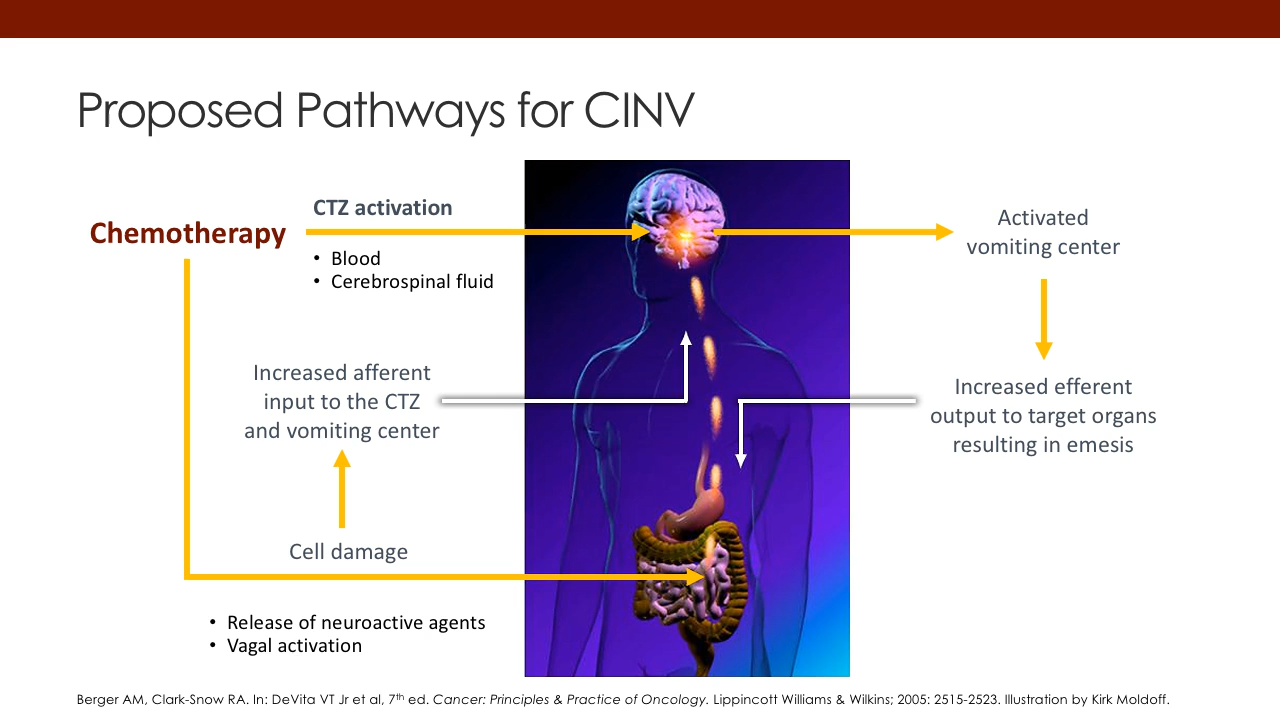 Proposed Pathways for CINV
Chemotherapy
CTZ activation
• Blood
• Cerebrospinal fluid
Activated
vomiting center
Increased afferent
input to the CTZ
and vomiting center
Increased efferent
output to target organs
resulting in emesis
Cell damage
• Release of neuroactive agents
• Vagal activation
Berger AM, Clark-Snow RA. In: DeVita VT Jr et al, 7th ed. Cancer: Principles & Practice of Oncology. Lippincott Williams & Wilkins; 2005: 2515-2523. Illustration by Kirk Moldoff.